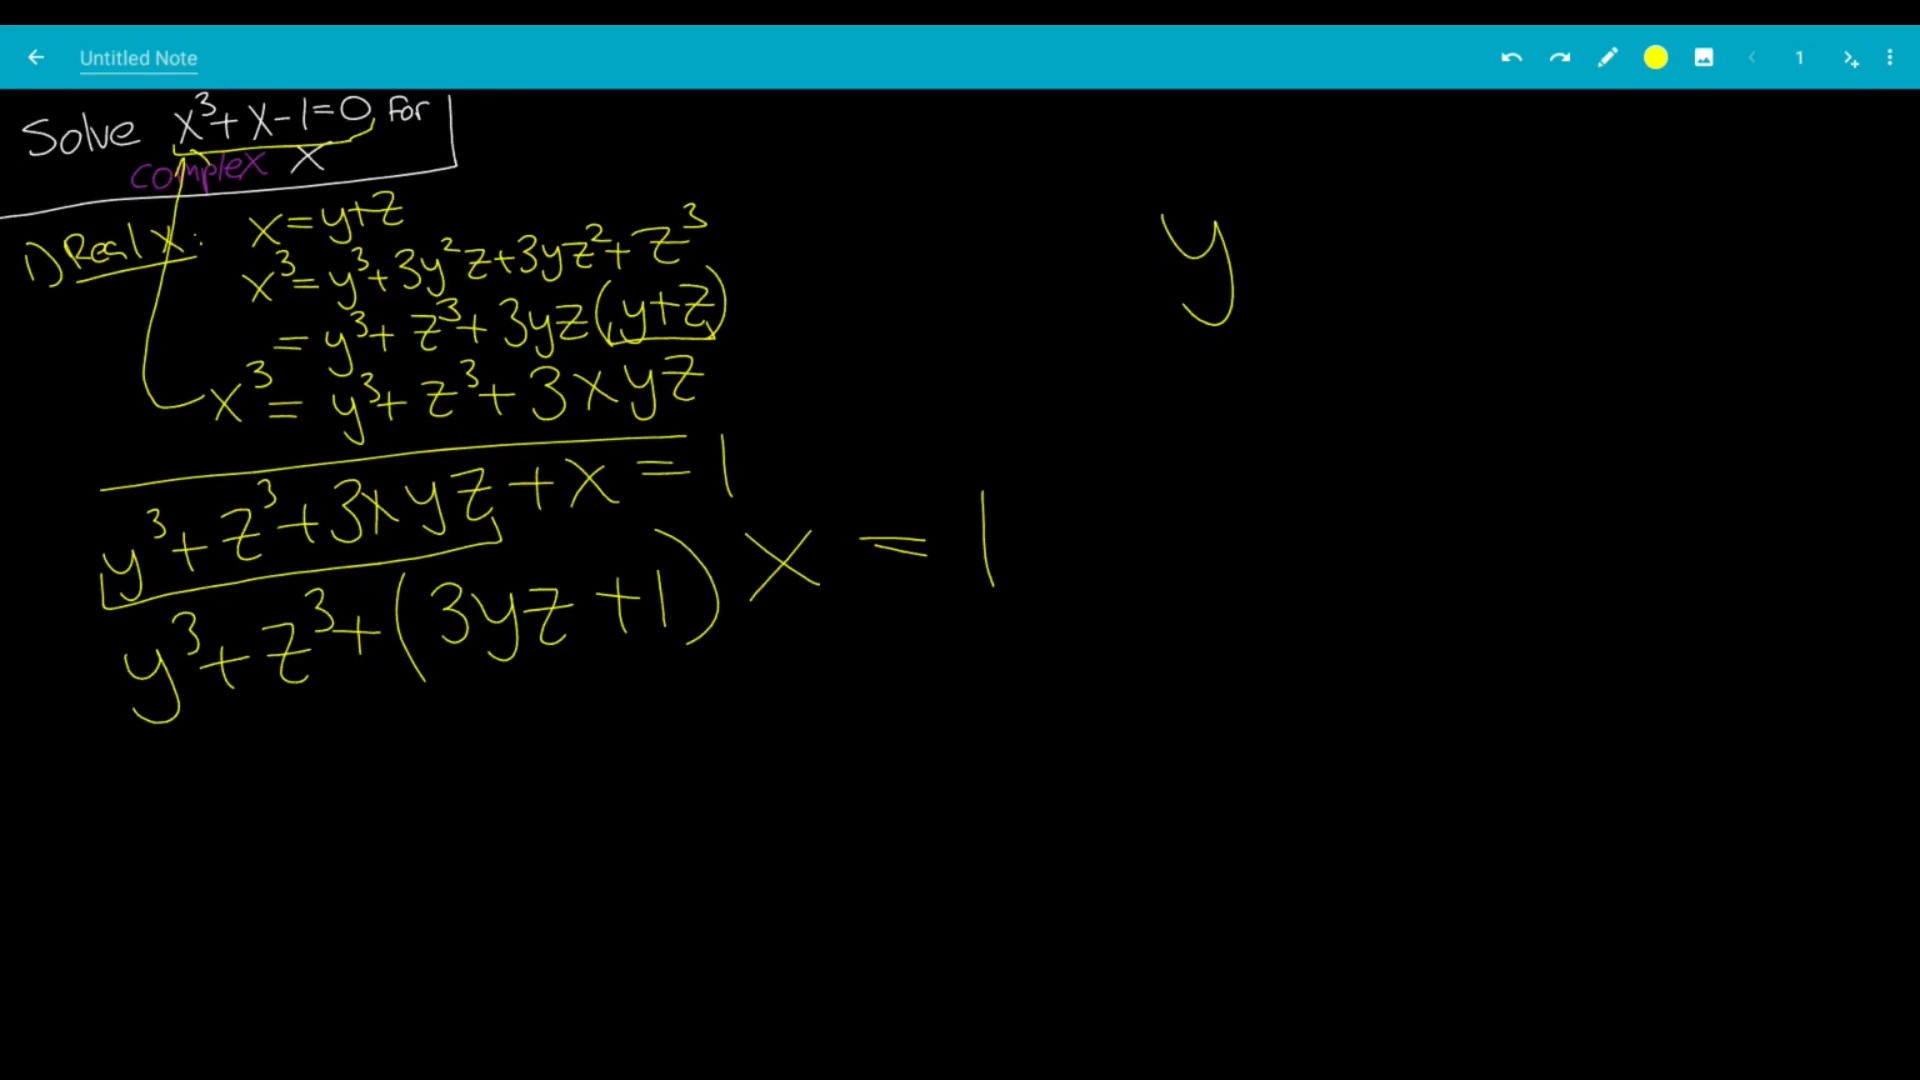 Untitled Note
1
Solve x³+x-1=0 for
complex x
1) Real x:
x=y+z
x³=y³+3y²z+3yz²+z³
=y³+z³+3yz(y+z)
x³=y³+z³+3xyz
y³+z³+3xyz+x=1
y³+z³+(3yz+1)x=1
y